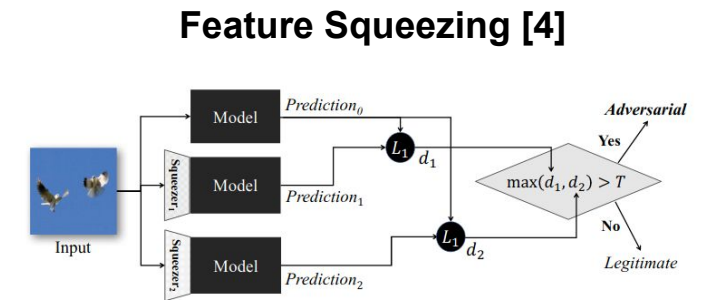 Feature Squeezing [4]
Input
Model
Prediction₀
Squeezer₁
Model
Prediction₁
Squeezer₂
Model
Prediction₂
L₁
d₁
L₁
d₂
max(d₁, d₂) > T
Yes
Adversarial
No
Legitimate